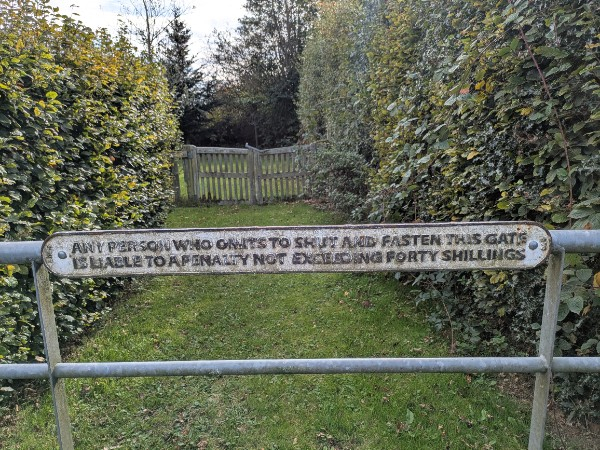 ANY PERSON WHO OMITS TO SHUT AND FASTEN THIS GATE
IS LIABLE TO A PENALTY NOT EXCEEDING FORTY SHILLINGS